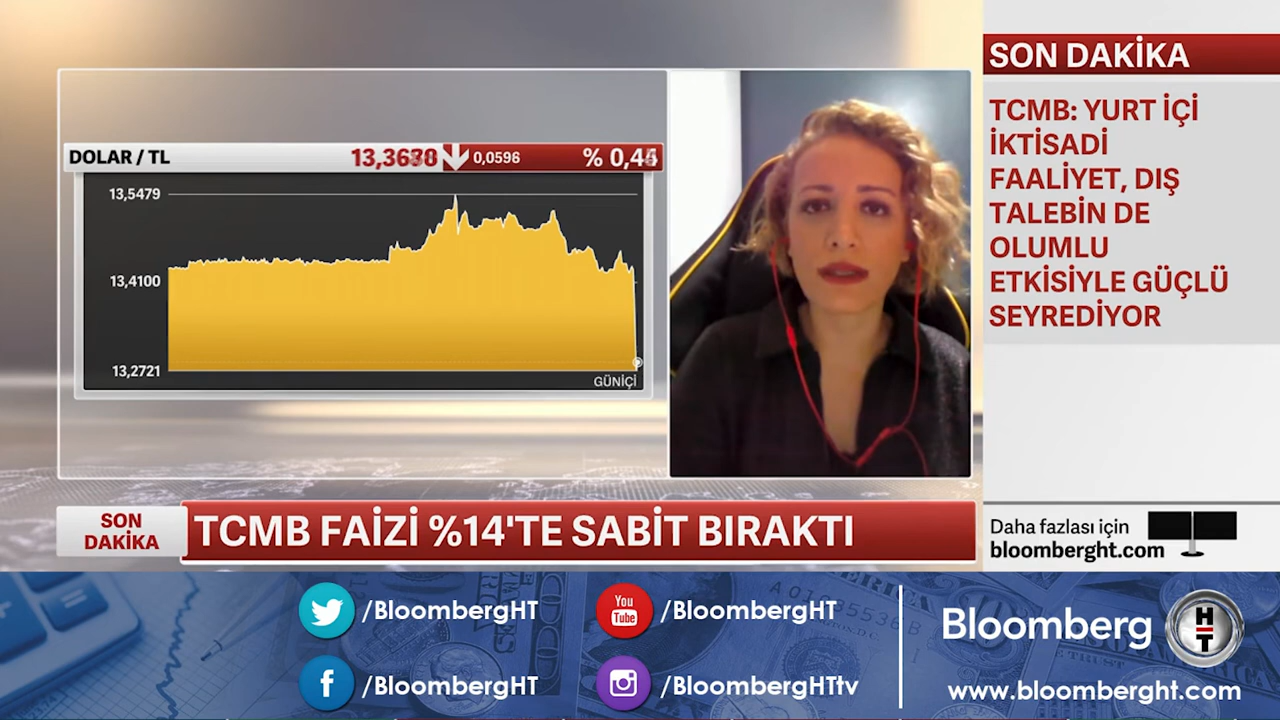 SON DAKİKA
TCMB: YURT İÇİ
İKTİSADİ
FAALİYET, DIŞ
TALEBİN DE
OLUMLU
ETKİSİYLE GÜÇLÜ
SEYREDİYOR
DOLAR / TL
0,0596
13,5479
13,4100
13,2721
GÜNİÇİ
SON
DAKİKA
TCMB FAİZİ %14'TE SABİT BIRAKTI
Daha fazlası için
bloomberght.com
/BloombergHT
You
Tube
/BloombergHT
/BloombergHT
/BloombergHTtv
Bloomberg
HT
www.bloomberght.com